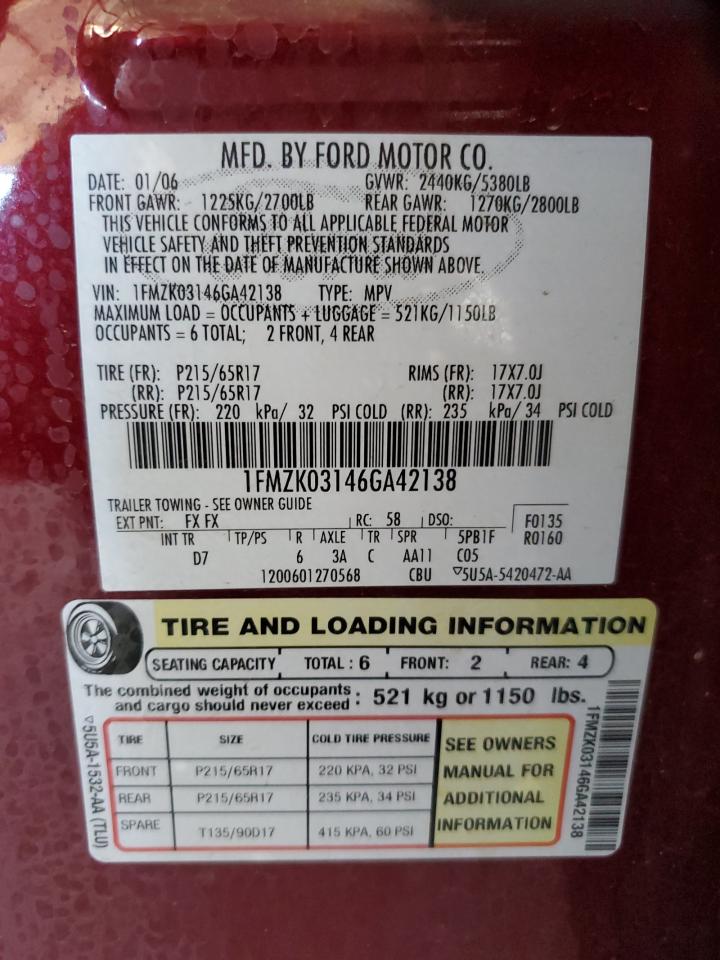 MFD. BY FORD MOTOR CO.
DATE: 01/06 GVWR: 2440KG/5380LB
FRONT GAWR: 1225KG/2700LB REAR GAWR: 1270KG/2800LB
THIS VEHICLE CONFORMS TO ALL APPLICABLE FEDERAL MOTOR
VEHICLE SAFETY AND THEFT PREVENTION STANDARDS
IN EFFECT ON THE DATE OF MANUFACTURE SHOWN ABOVE.
VIN: 1FMZK03146GA42138 TYPE: MPV
MAXIMUM LOAD = OCCUPANTS + LUGGAGE = 521KG/1150LB
OCCUPANTS = 6 TOTAL; 2 FRONT, 4 REAR
TIRE (FR): P215/65R17 RIMS (FR): 17X7.0J
(RR): P215/65R17 (RR): 17X7.0J
PRESSURE (FR): 220 kPa/ 32 PSI COLD (RR): 235 kPa/ 34 PSI COLD
1FMZK03146GA42138
TRAILER TOWING - SEE OWNER GUIDE
EXT PNT: FX FX RC: 58 DSO: F0135
INT TR TP/PS R AXLE TR SPR 5PB1F R0160
D7 6 3A C AA11 C05
1200601270568 CBU ▽5U5A-5420472-AA
TIRE AND LOADING INFORMATION
SEATING CAPACITY TOTAL : 6 FRONT: 2 REAR: 4
The combined weight of occupants
and cargo should never exceed : 521 kg or 1150 lbs.
TIRE SIZE COLD TIRE PRESSURE
FRONT P215/65R17 220 KPA, 32 PSI
REAR P215/65R17 235 KPA, 34 PSI
SPARE T135/90D17 415 KPA, 60 PSI
SEE OWNERS
MANUAL FOR
ADDITIONAL
INFORMATION
▽5U5A-1532-AA (TLU)
1FMZK03146GA42138